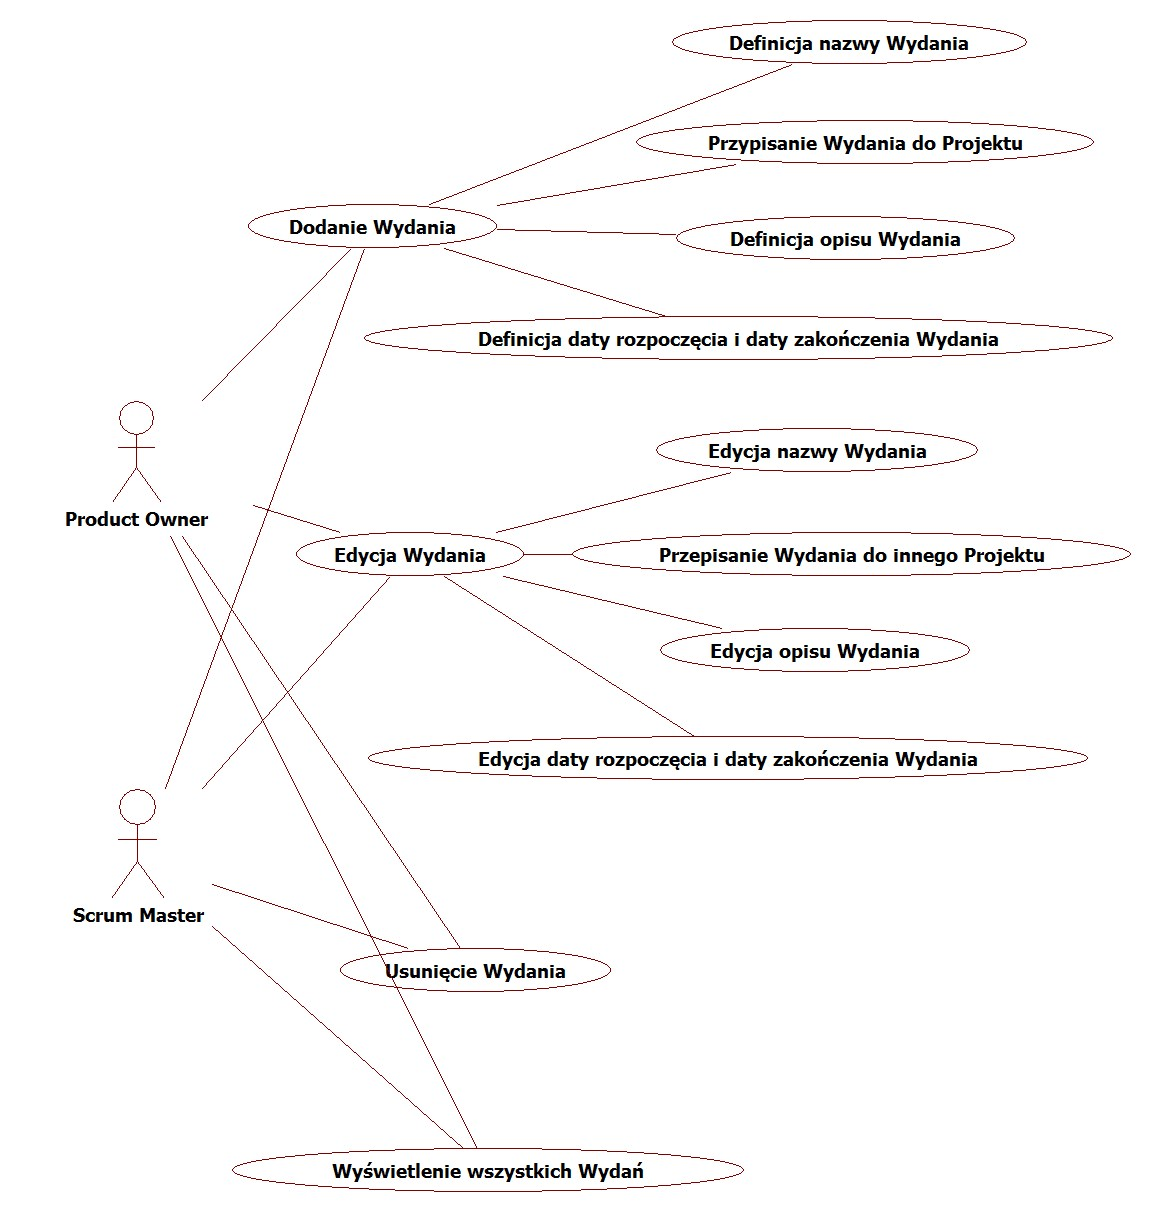 Definicja nazwy Wydania
Przypisanie Wydania do Projektu
Dodanie Wydania
Definicja opisu Wydania
Definicja daty rozpoczęcia i daty zakończenia Wydania
Edycja nazwy Wydania
Product Owner
Edycja Wydania
Przepisanie Wydania do innego Projektu
Edycja opisu Wydania
Edycja daty rozpoczęcia i daty zakończenia Wydania
Scrum Master
Usunięcie Wydania
Wyświetlenie wszystkich Wydań